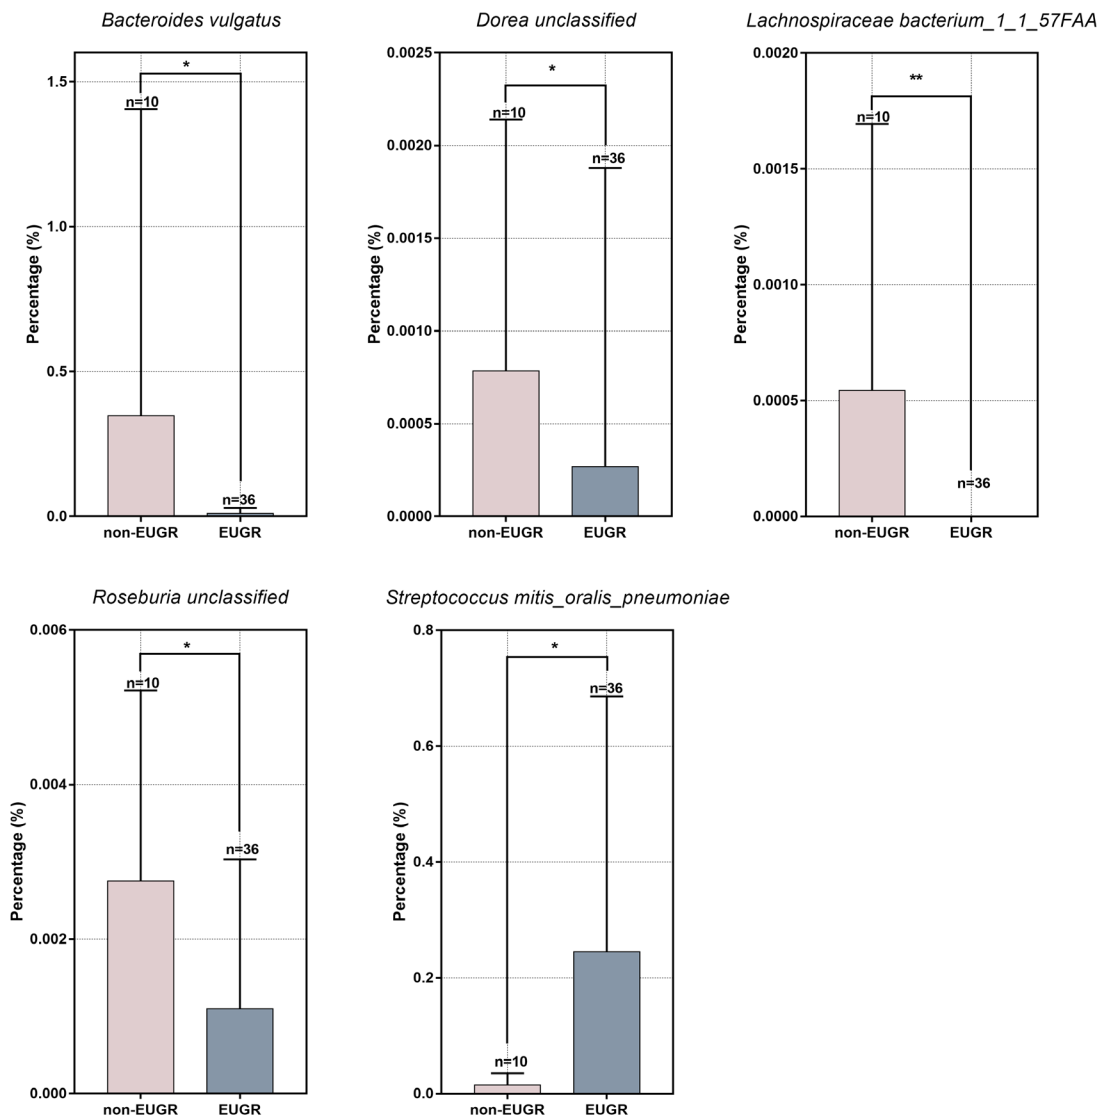 Bacteroides vulgatus
Percentage (%)
1.5
1.0
0.5
0.0
*
n=10
n=36
non-EUGR
EUGR
Dorea unclassified
Percentage (%)
0.0025
0.0020
0.0015
0.0010
0.0005
0.0000
*
n=10
n=36
non-EUGR
EUGR
Lachnospiraceae bacterium_1_1_57FAA
Percentage (%)
0.0020
0.0015
0.0010
0.0005
0.0000
**
n=10
n=36
non-EUGR
EUGR
Roseburia unclassified
Percentage (%)
0.006
0.004
0.002
0.000
*
n=10
n=36
non-EUGR
EUGR
Streptococcus mitis_oralis_pneumoniae
Percentage (%)
0.8
0.6
0.4
0.2
0.0
*
n=36
n=10
non-EUGR
EUGR